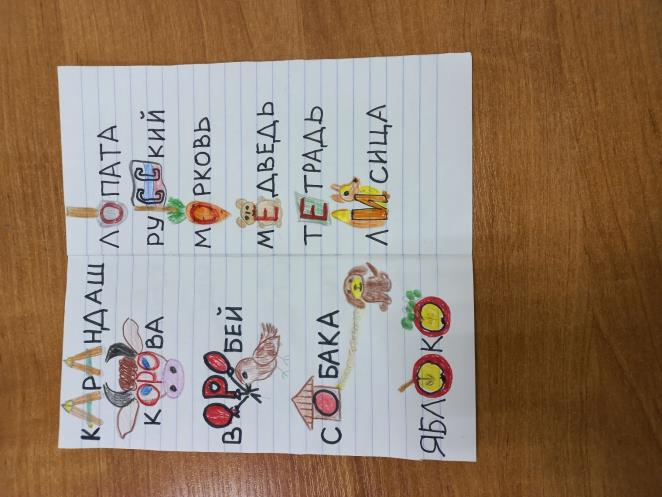 КАРАНДАШ
КОРОВА
ВОРОБЕЙ
СОБАКА
ЯБЛОКО
ЛОПАТА
РУССКИЙ
МОРКОВЬ
МЕДВЕДЬ
ТЕТРАДЬ
ЛИСИЦА